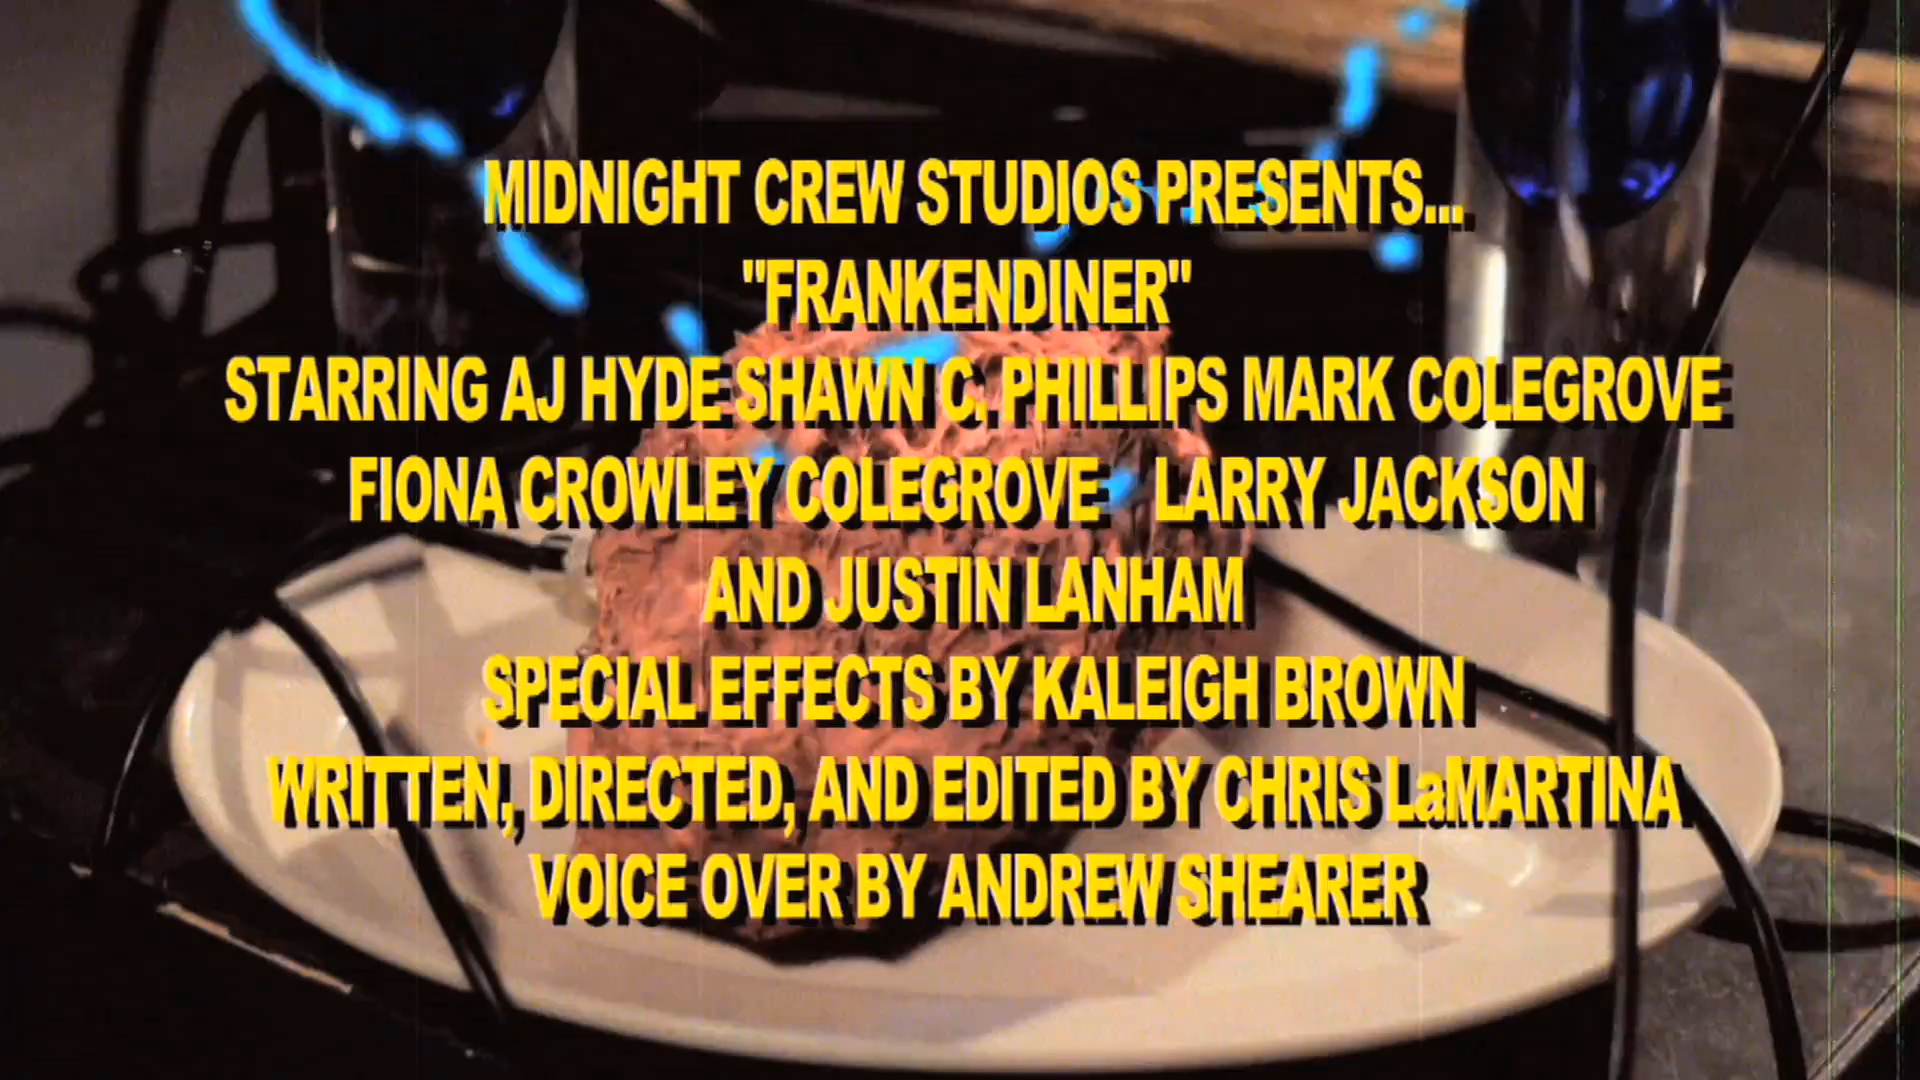 MIDNIGHT CREW STUDIOS PRESENTS...
"FRANKENDINER"
STARRING AJ HYDE SHAWN C. PHILLIPS MARK COLEGROVE
FIONA CROWLEY COLEGROVE LARRY JACKSON
AND JUSTIN LANHAM
SPECIAL EFFECTS BY KALEIGH BROWN
WRITTEN, DIRECTED, AND EDITED BY CHRIS LaMARTINA
VOICE OVER BY ANDREW SHEARER